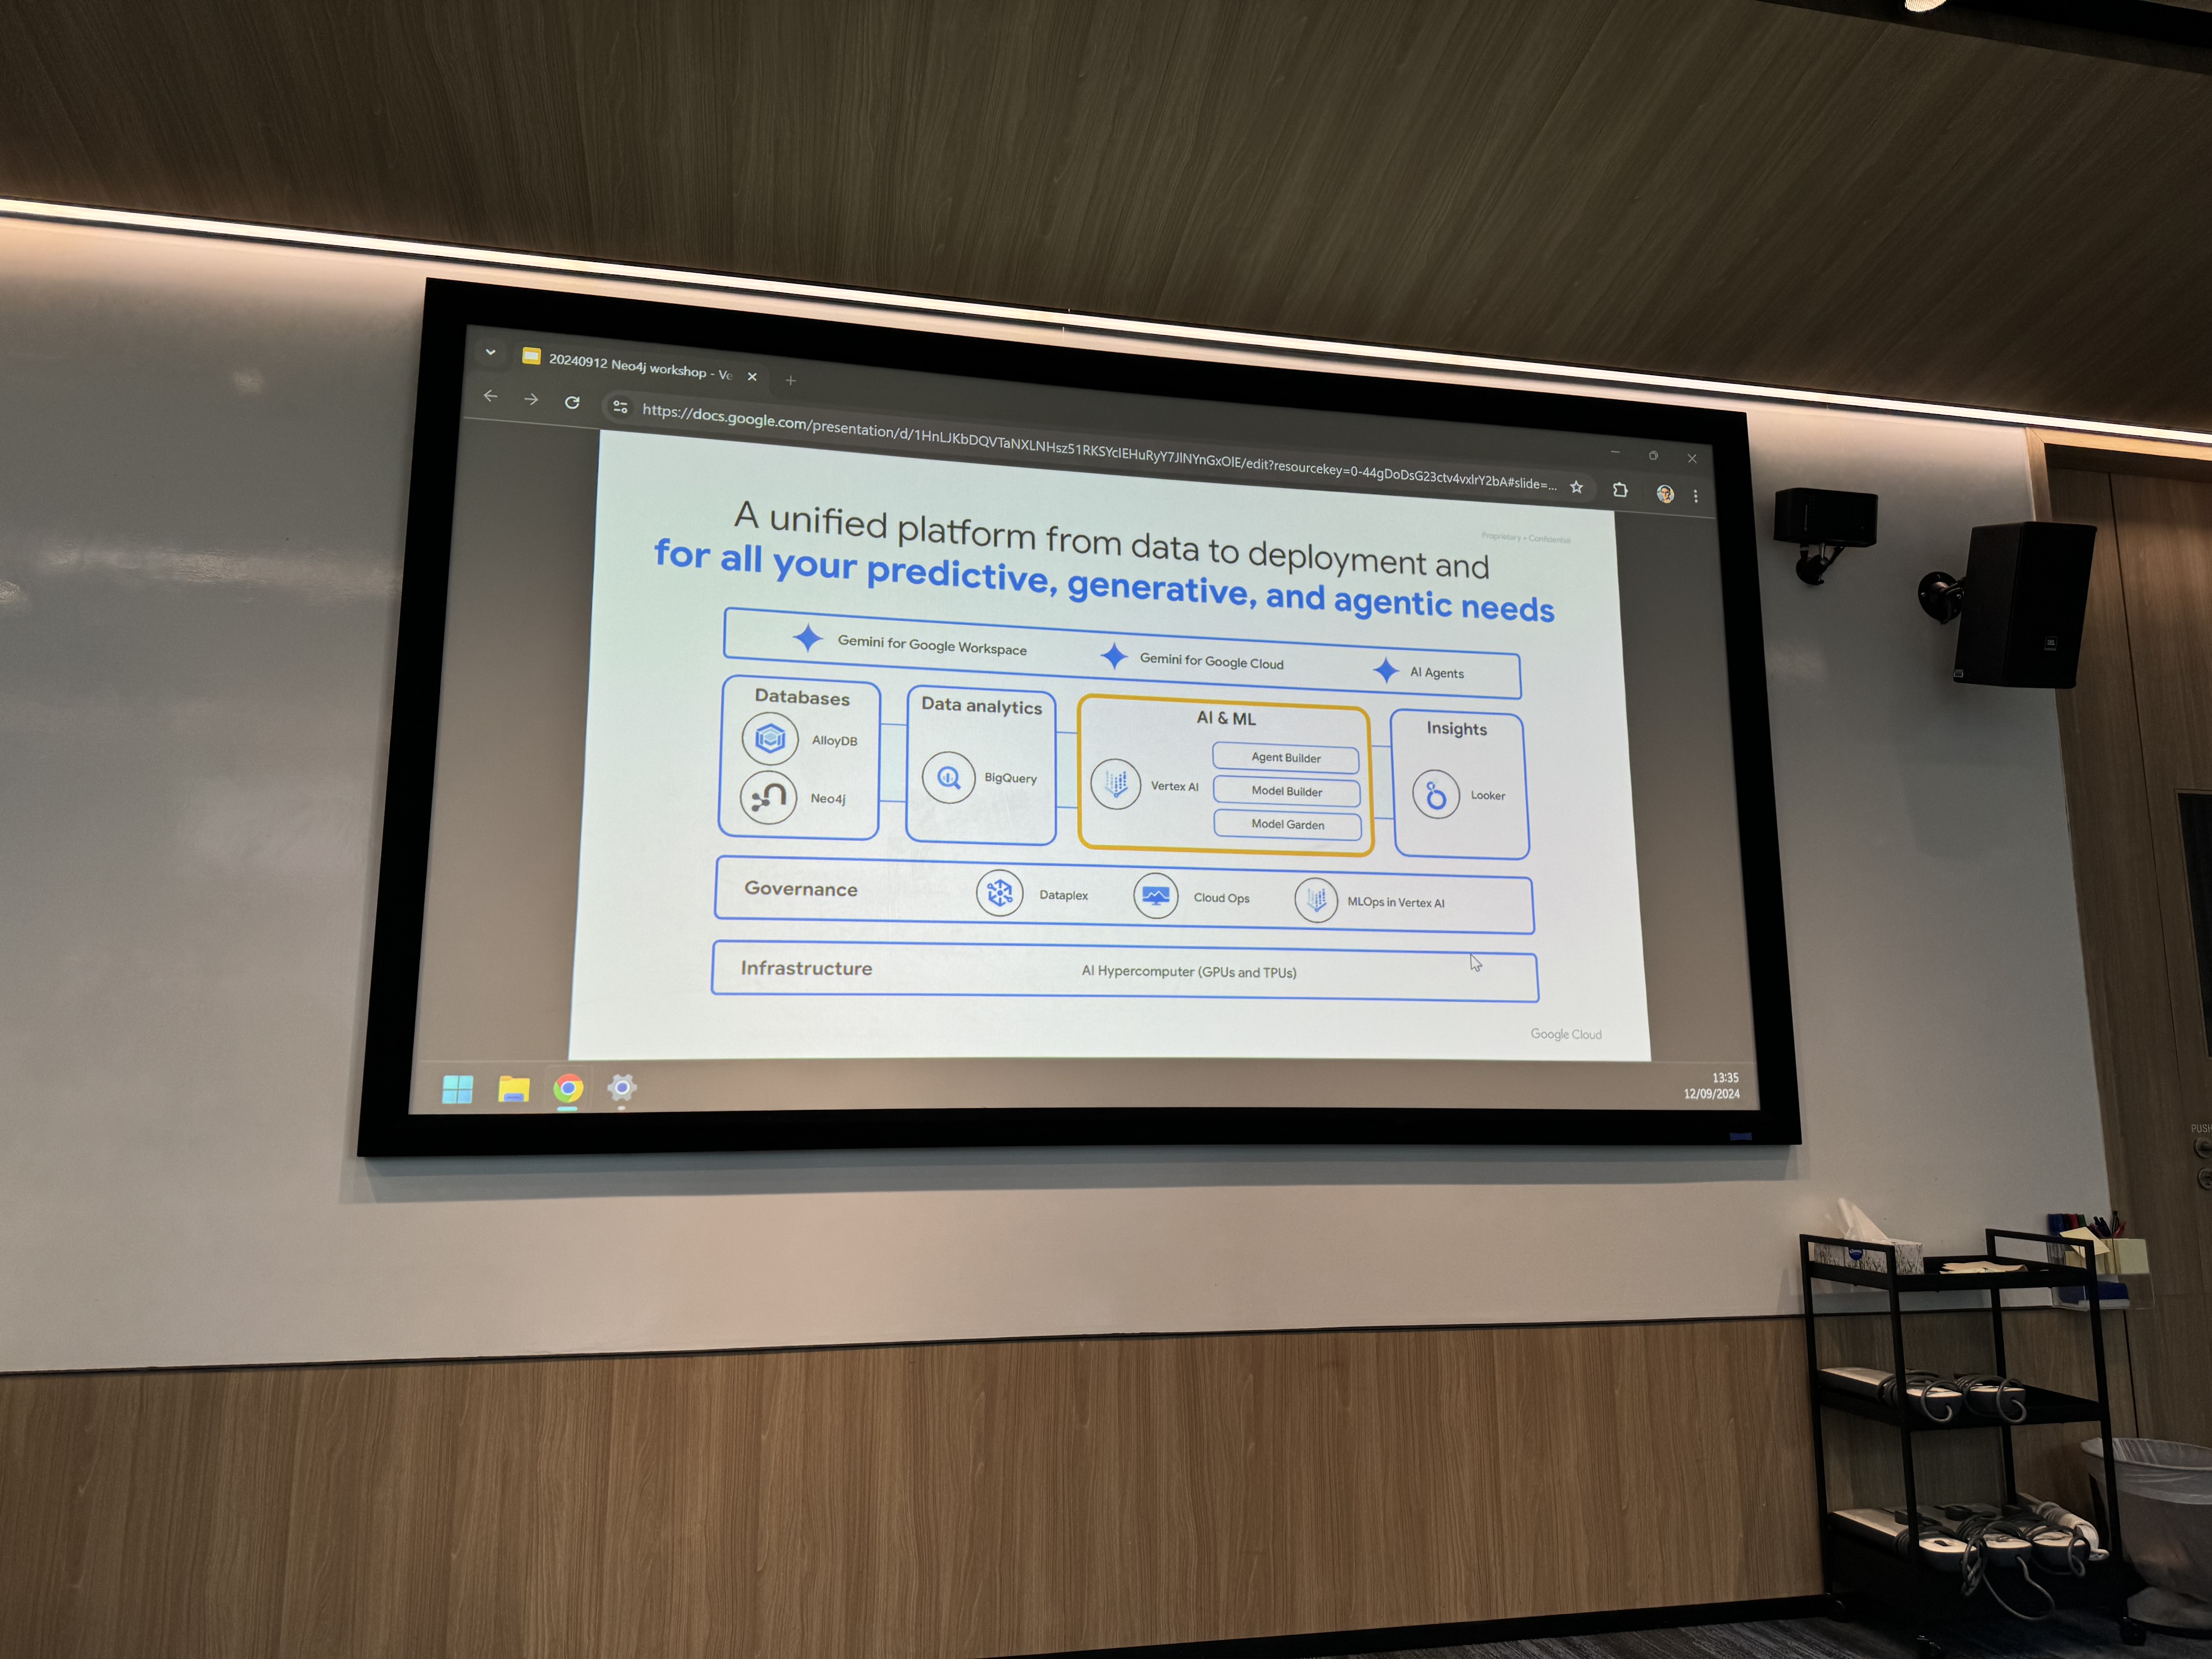 20240912 Neo4j workshop - Ve
https://docs.google.com/presentation/d/1HnLJKbDQVTaNXLNHsz51RKSYclEHuRyY7JlNYnGxOlE/edit?resourcekey=0-44gDoDsG23ctv4vxlrY2bA#slide=...
Proprietary + Confidential
A unified platform from data to deployment and
for all your predictive, generative, and agentic needs
Gemini for Google Workspace
Gemini for Google Cloud
AI Agents
Databases
AlloyDB
Neo4j
Data analytics
BigQuery
AI & ML
Vertex AI
Agent Builder
Model Builder
Model Garden
Insights
Looker
Governance
Dataplex
Cloud Ops
MLOps in Vertex AI
Infrastructure
AI Hypercomputer (GPUs and TPUs)
Google Cloud
13:35
12/09/2024
PUSH
JBL